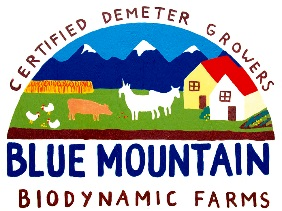 CERTIFIED DEMETER GROWERS
BLUE MOUNTAIN
BIODYNAMIC FARMS